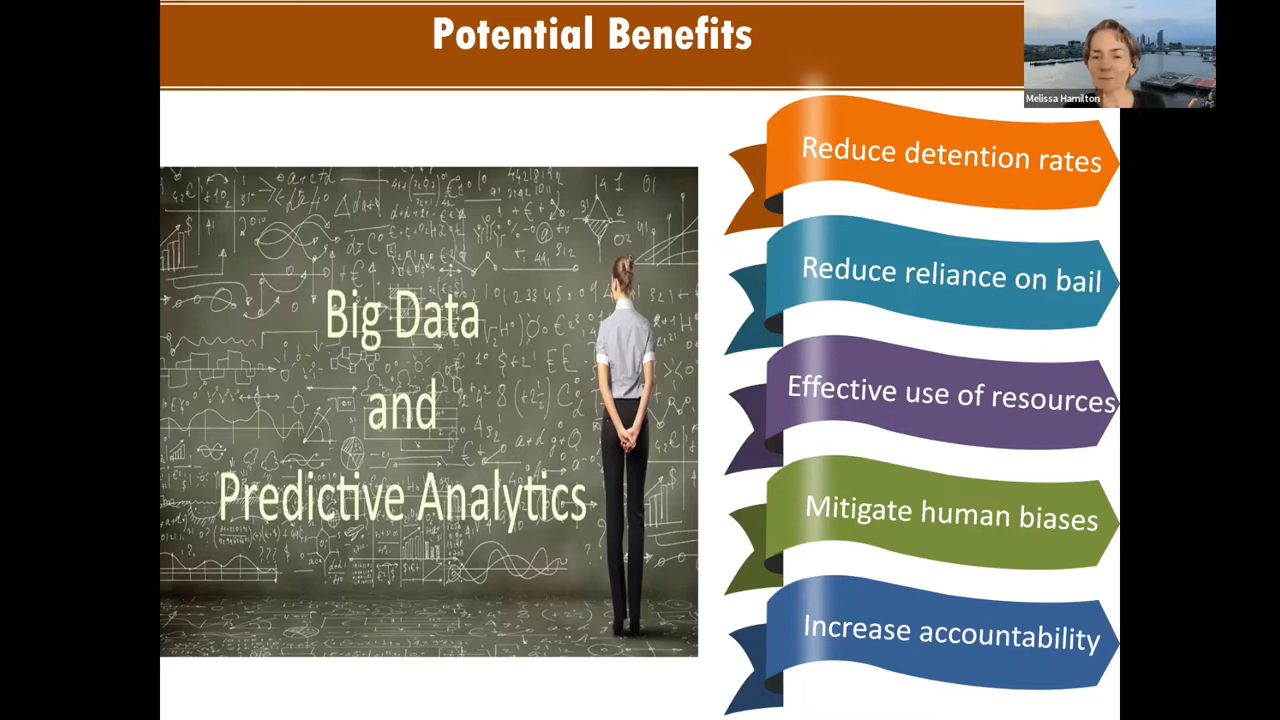 Potential Benefits
Melissa Hamilton
Big Data
and
Predictive Analytics
Reduce detention rates
Reduce reliance on bail
Effective use of resources
Mitigate human biases
Increase accountability